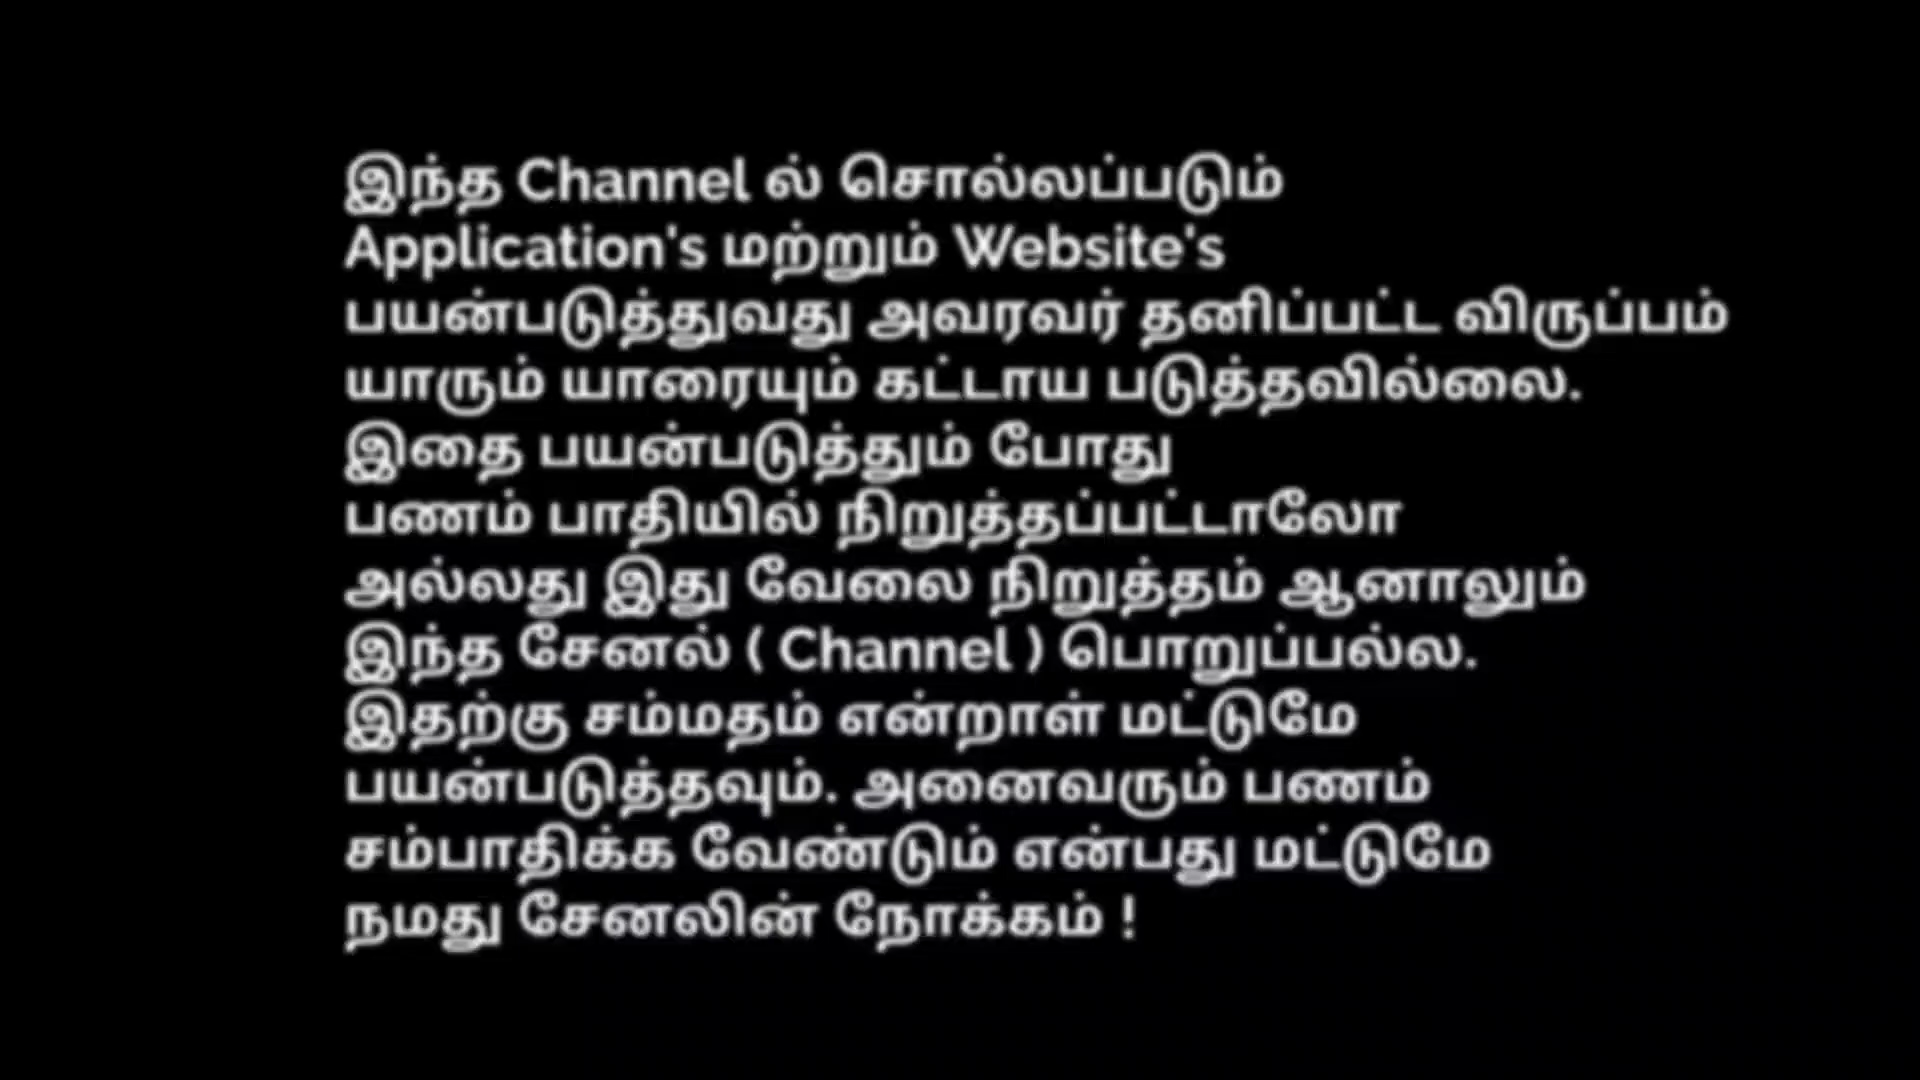 இந்த Channel ல் சொல்லப்படும்
Application's மற்றும் Website's
பயன்படுத்துவது அவரவர் தனிப்பட்ட விருப்பம்
யாரும் யாரையும் கட்டாய படுத்தவில்லை.
இதை பயன்படுத்தும் போது
பணம் பாதியில் நிறுத்தப்பட்டாலோ
அல்லது இது வேலை நிறுத்தம் ஆனாலும்
இந்த சேனல் ( Channel ) பொறுப்பல்ல.
இதற்கு சம்மதம் என்றாள் மட்டுமே
பயன்படுத்தவும். அனைவரும் பணம்
சம்பாதிக்க வேண்டும் என்பது மட்டுமே
நமது சேனலின் நோக்கம் !